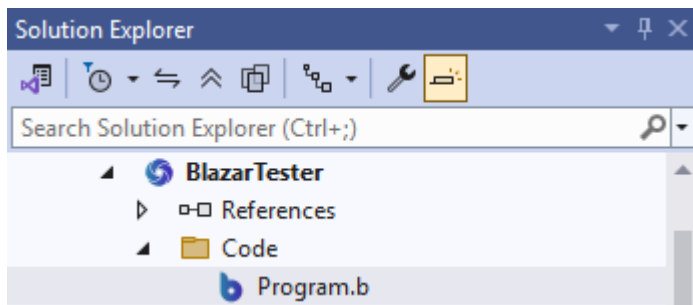 Solution Explorer
Search Solution Explorer (Ctrl+;)
BlazarTester
References
Code
Program.b